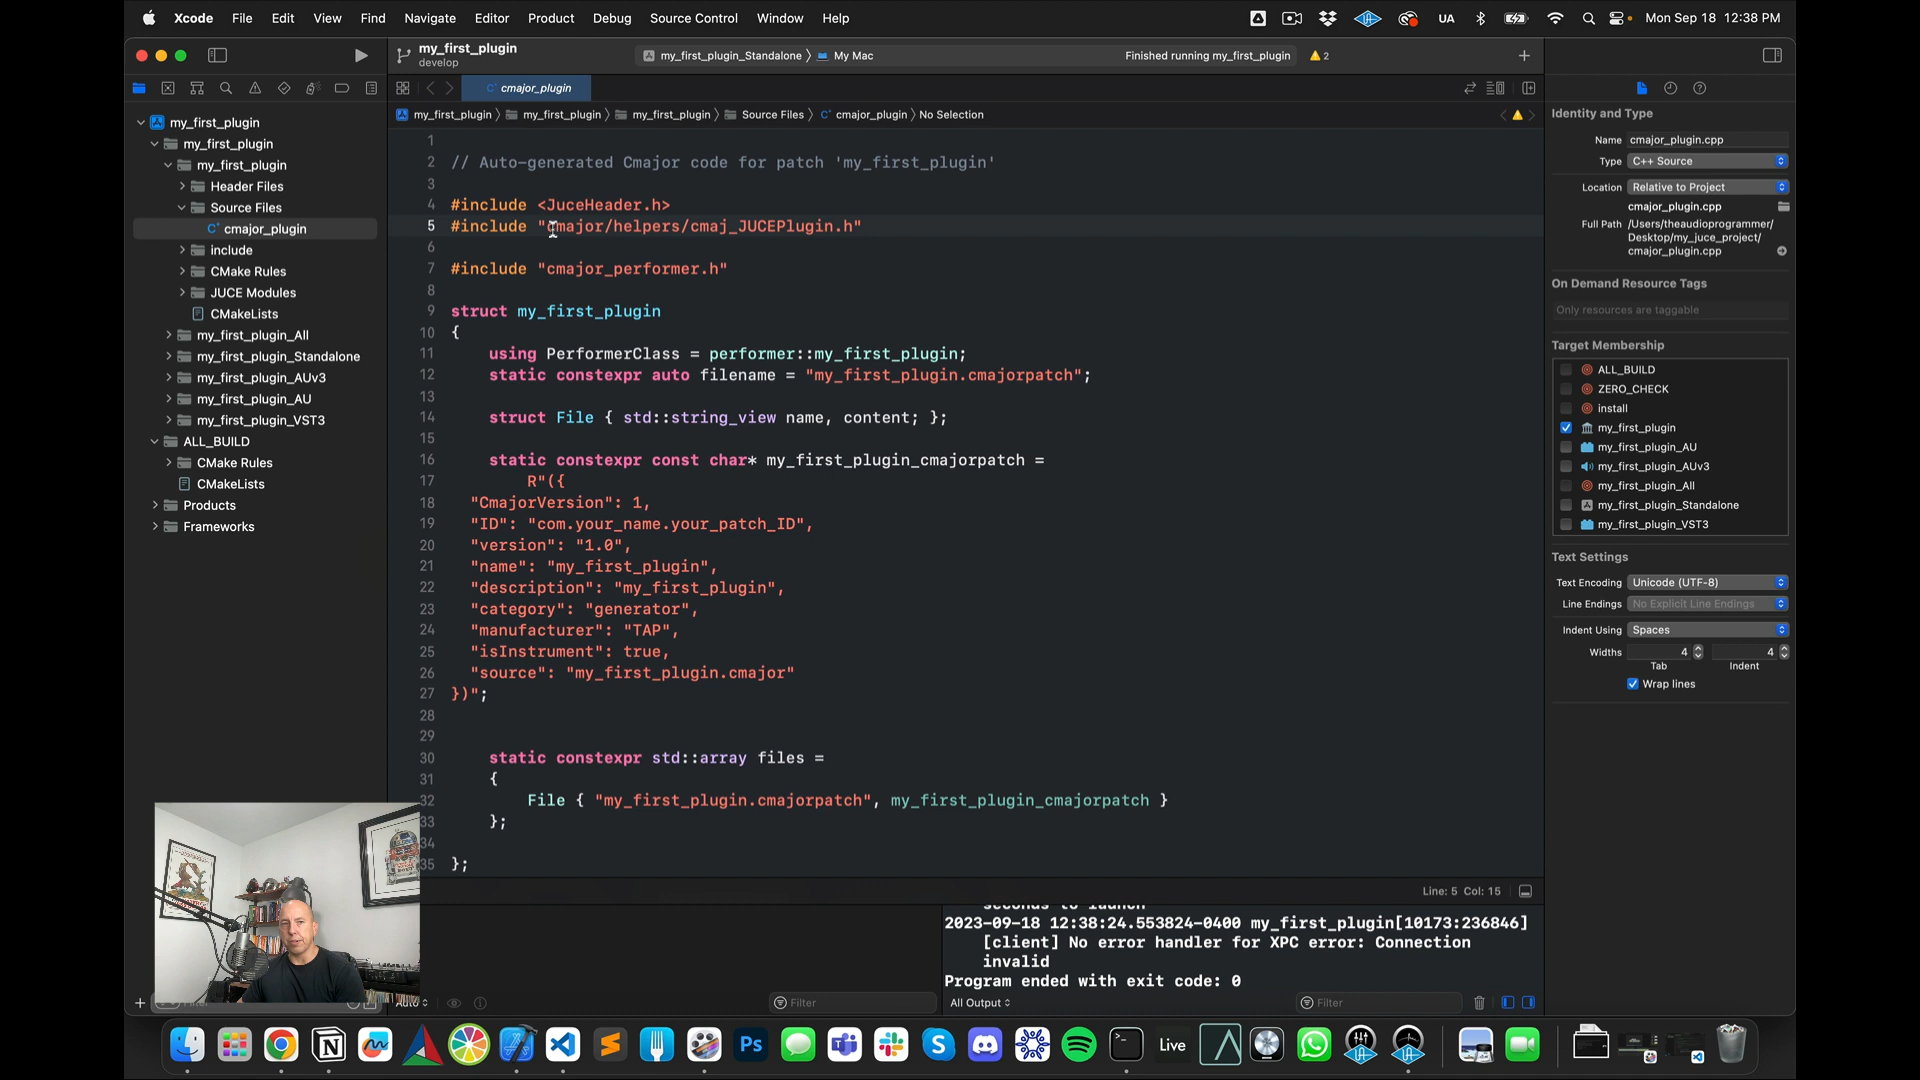 Xcode File Edit View Find Navigate Editor Product Debug Source Control Window Help
UA Mon Sep 18 12:38 PM
my_first_plugin
develop
my_first_plugin_Standalone 〉 My Mac
Finished running my_first_plugin
2
cmajor_plugin
my_first_plugin 〉 my_first_plugin 〉 my_first_plugin 〉 Source Files 〉 cmajor_plugin 〉 No Selection
my_first_plugin
my_first_plugin
my_first_plugin
Header Files
Source Files
cmajor_plugin
include
CMake Rules
JUCE Modules
CMakeLists
my_first_plugin_All
my_first_plugin_Standalone
my_first_plugin_AUv3
my_first_plugin_AU
my_first_plugin_VST3
ALL_BUILD
CMake Rules
CMakeLists
Products
Frameworks
1
2 // Auto-generated Cmajor code for patch 'my_first_plugin'
3
4 #include <JuceHeader.h>
5 #include "cmajor/helpers/cmaj_JUCEPlugin.h"
6
7 #include "cmajor_performer.h"
8
9 struct my_first_plugin
10 {
11 using PerformerClass = performer::my_first_plugin;
12 static constexpr auto filename = "my_first_plugin.cmajorpatch";
13
14 struct File { std::string_view name, content; };
15
16 static constexpr const char* my_first_plugin_cmajorpatch =
17 R"({
18 "CmajorVersion": 1,
19 "ID": "com.your_name.your_patch_ID",
20 "version": "1.0",
21 "name": "my_first_plugin",
22 "description": "my_first_plugin",
23 "category": "generator",
24 "manufacturer": "TAP",
25 "isInstrument": true,
26 "source": "my_first_plugin.cmajor"
27 })";
28
29
30 static constexpr std::array files =
31 {
32 File { "my_first_plugin.cmajorpatch", my_first_plugin_cmajorpatch }
33 };
34
35 };
Line: 5 Col: 15
seconds to launch
2023-09-18 12:38:24.553824-0400 my_first_plugin[10173:236846]
[client] No error handler for XPC error: Connection
invalid
Program ended with exit code: 0
Auto
Filter
All Output
Filter
Identity and Type
Name cmajor_plugin.cpp
Type C++ Source
Location Relative to Project
cmajor_plugin.cpp
Full Path /Users/theaudioprogrammer/
Desktop/my_juce_project/
cmajor_plugin.cpp
On Demand Resource Tags
Only resources are taggable
Target Membership
ALL_BUILD
ZERO_CHECK
install
my_first_plugin
my_first_plugin_AU
my_first_plugin_AUv3
my_first_plugin_All
my_first_plugin_Standalone
my_first_plugin_VST3
Text Settings
Text Encoding Unicode (UTF-8)
Line Endings No Explicit Line Endings
Indent Using Spaces
Widths 4 4
Tab Indent
Wrap lines
Ps
Live